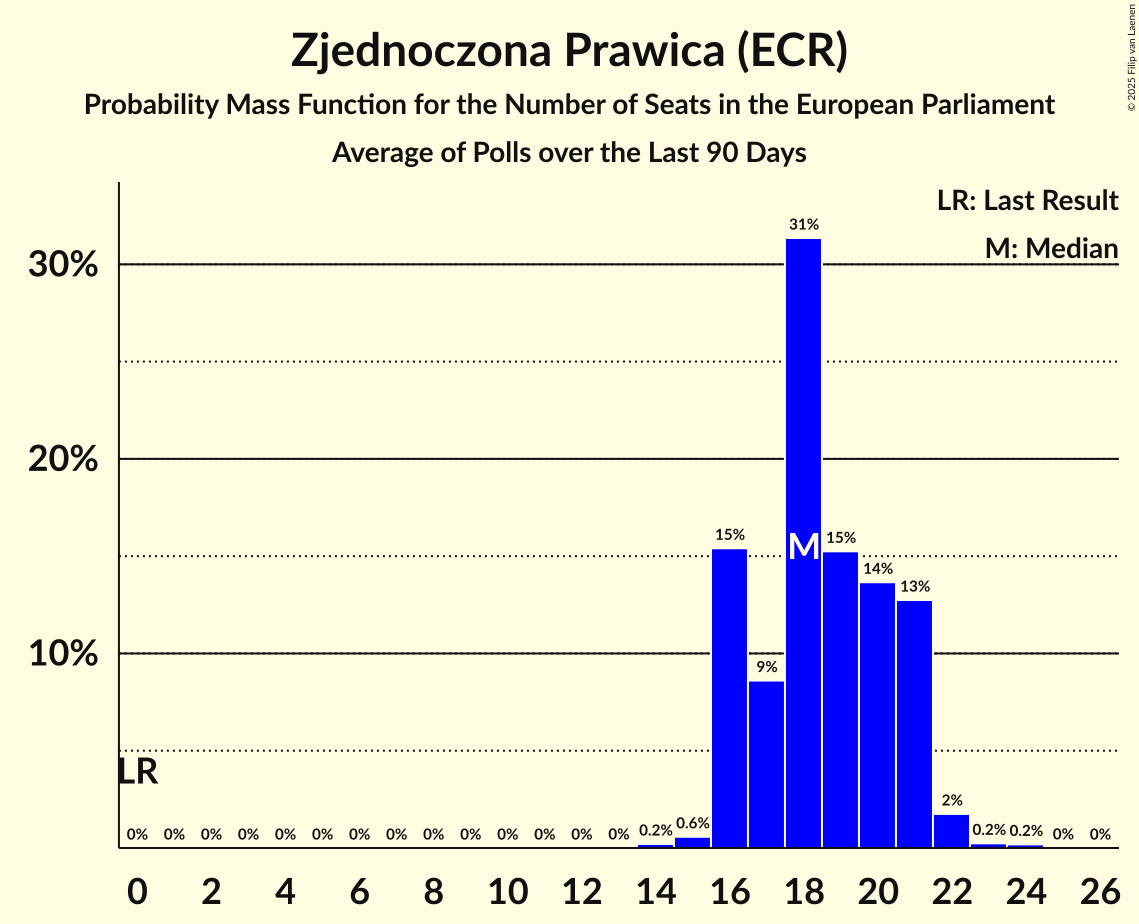 Zjednoczona Prawica (ECR)
Probability Mass Function for the Number of Seats in the European Parliament
Average of Polls over the Last 90 Days
© 2025 Filip van Laenen
LR: Last Result
M: Median
30%
20%
10%
31%
15%
M
15%
14%
13%
9%
LR
2%
0% 0% 0% 0% 0% 0% 0% 0% 0% 0% 0% 0% 0% 0% 0.2% 0.6% 0.2% 0.2% 0% 0%
0 2 4 6 8 10 12 14 16 18 20 22 24 26